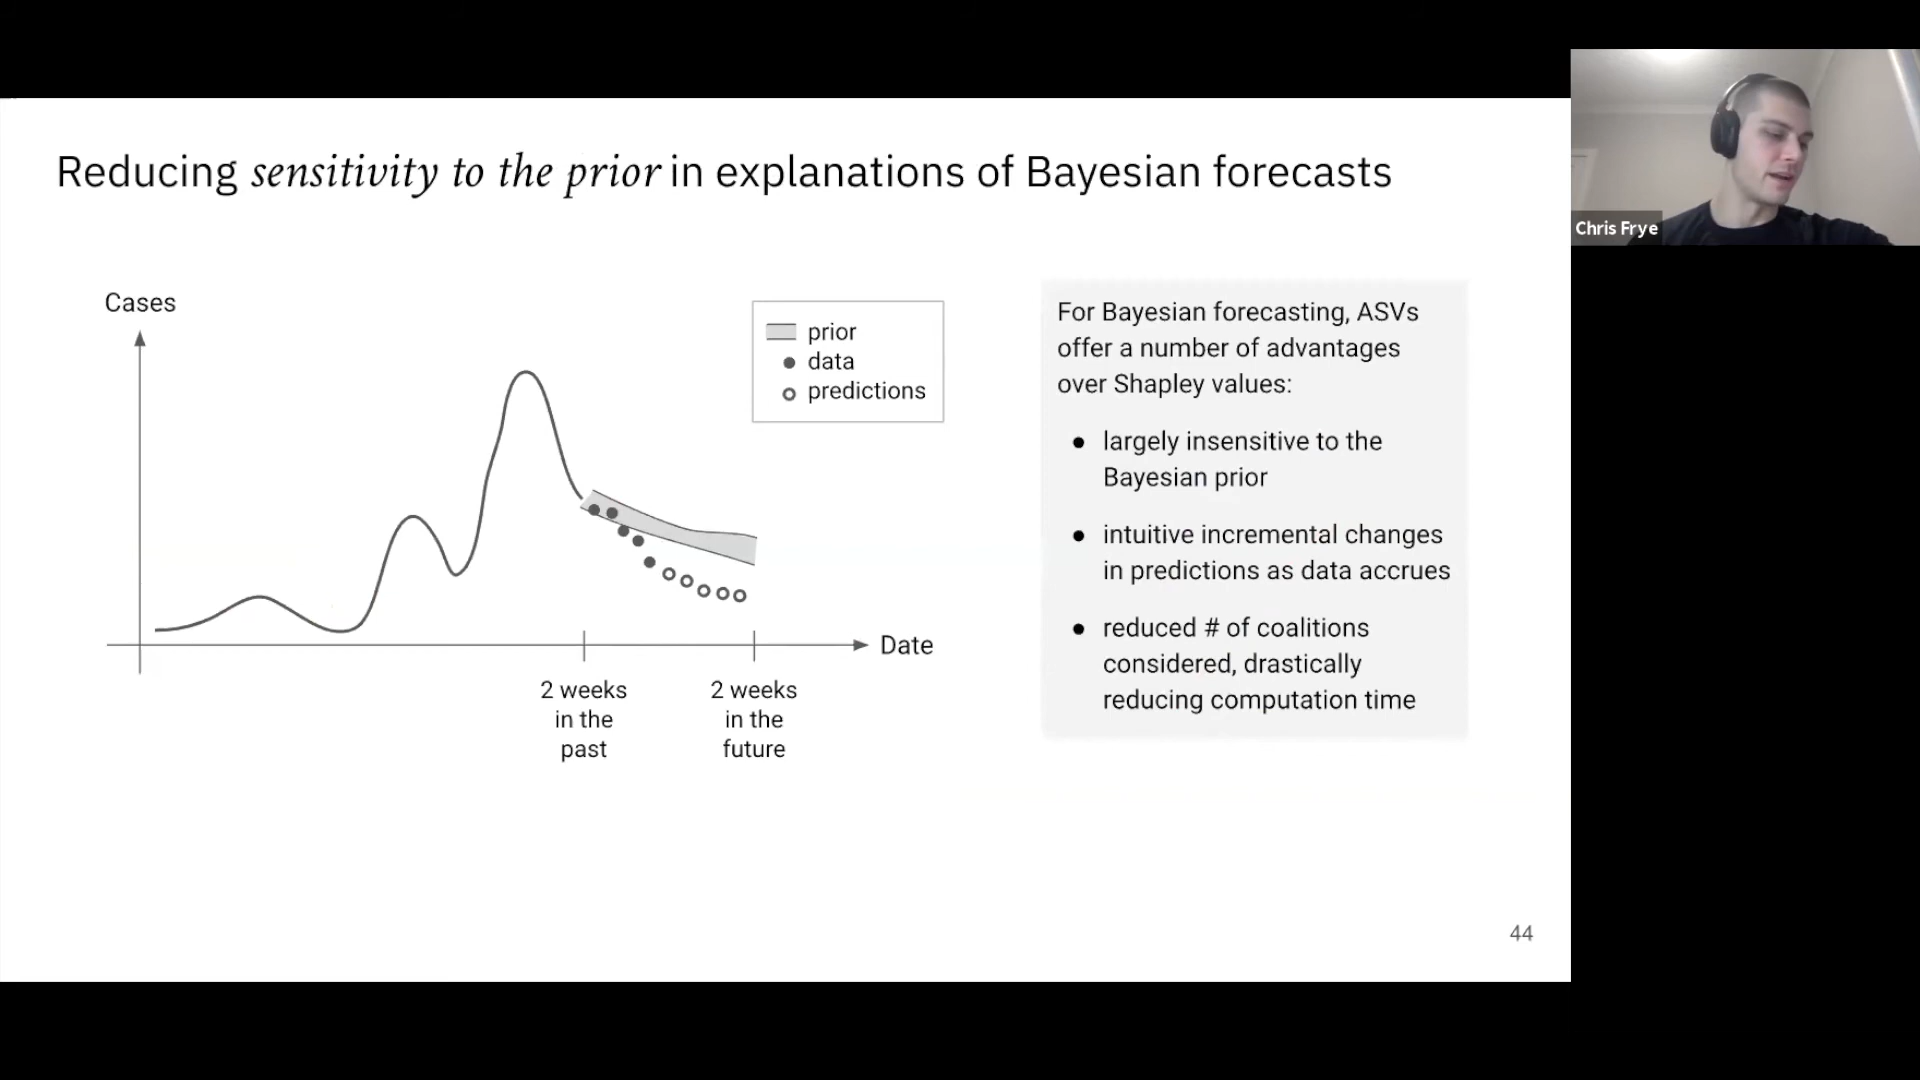 Reducing sensitivity to the prior in explanations of Bayesian forecasts
Chris Frye
Cases
prior
data
predictions
Date
2 weeks
in the
past
2 weeks
in the
future
For Bayesian forecasting, ASVs
offer a number of advantages
over Shapley values:
● largely insensitive to the
Bayesian prior
● intuitive incremental changes
in predictions as data accrues
● reduced # of coalitions
considered, drastically
reducing computation time
44